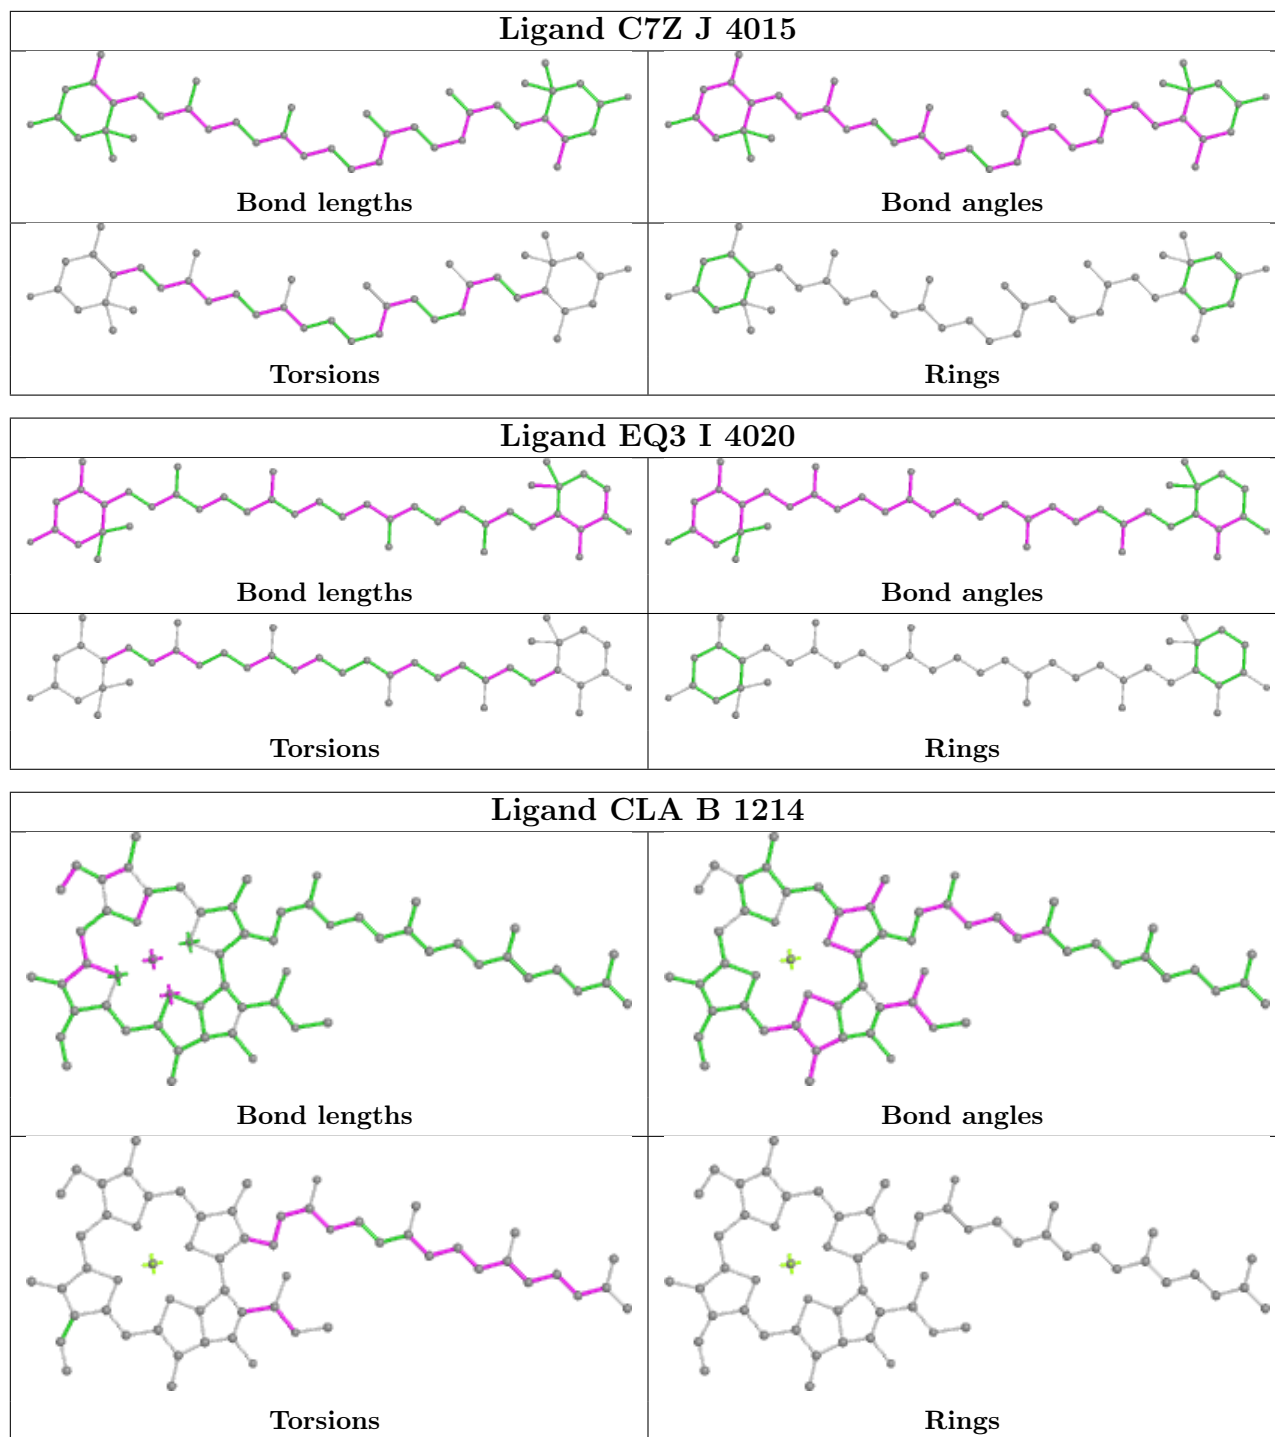 Ligand C7Z J 4015
Bond lengths
Bond angles
Torsions
Rings
Ligand EQ3 I 4020
Bond lengths
Bond angles
Torsions
Rings
Ligand CLA B 1214
Bond lengths
Bond angles
Torsions
Rings